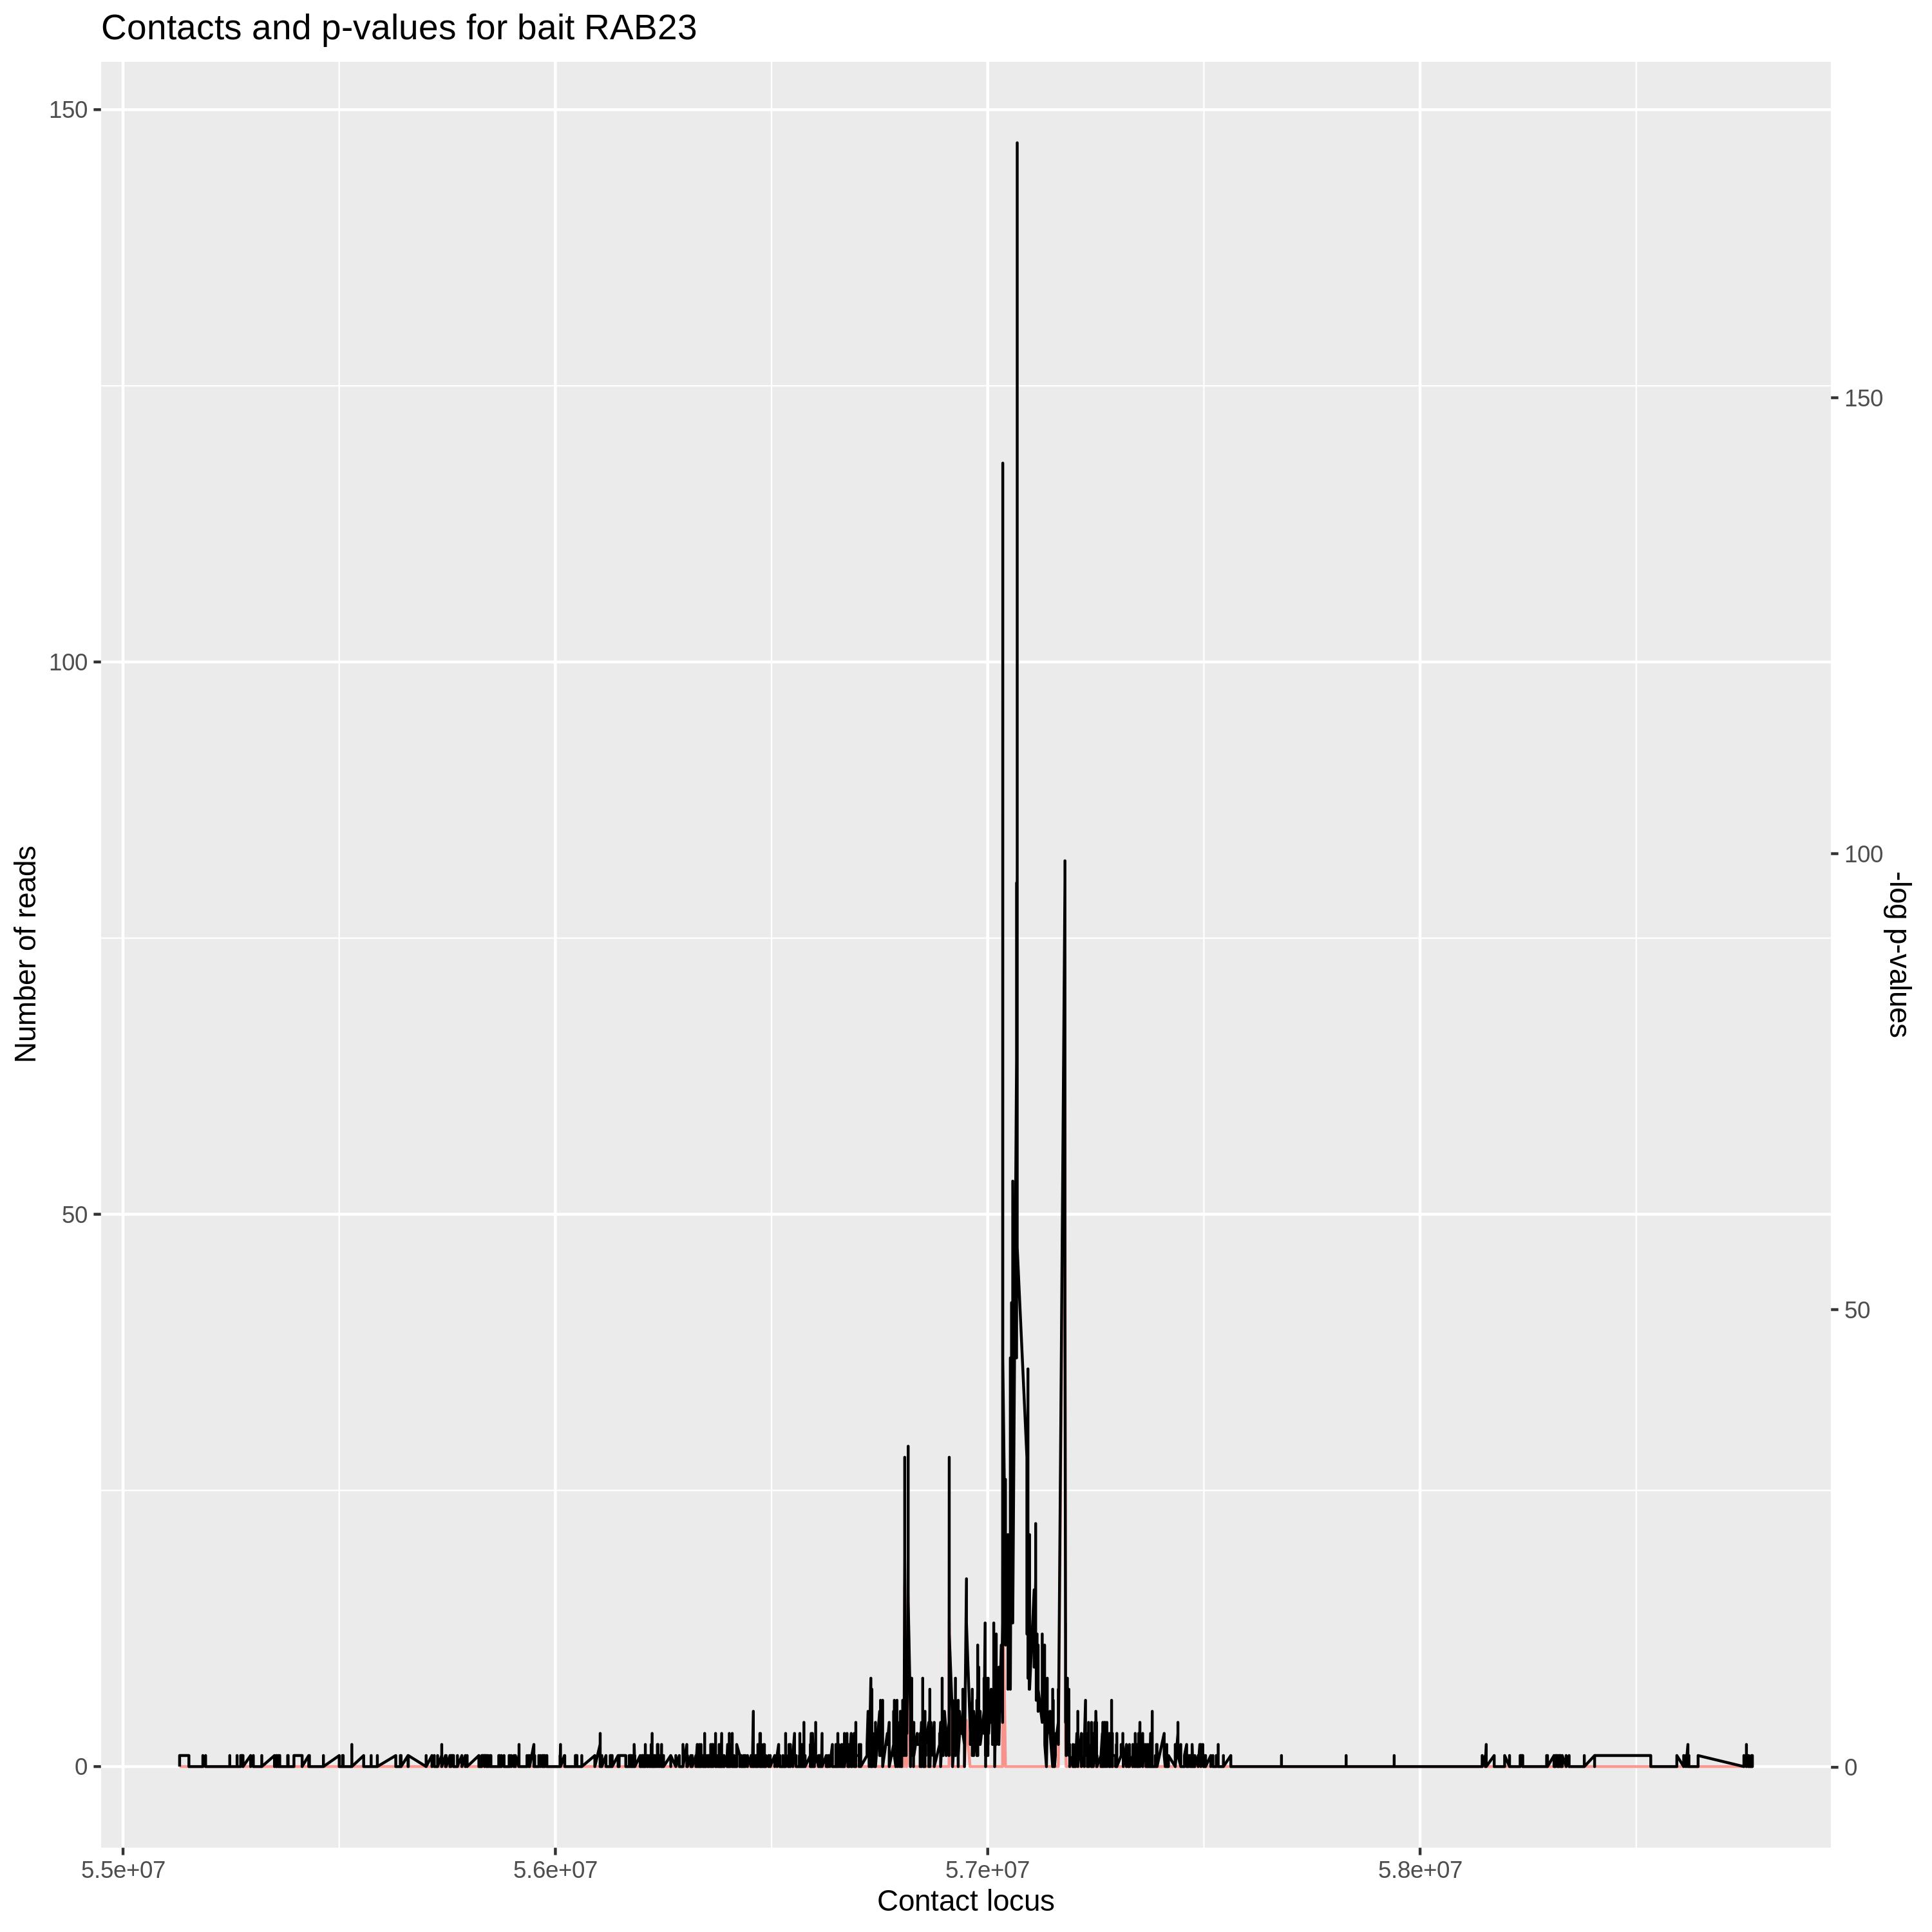 Contacts and p-values for bait RAB23
150
100
50
0
Number of reads
150
100
50
0
-log p-values
5.5e+07
5.6e+07
5.7e+07
5.8e+07
Contact locus